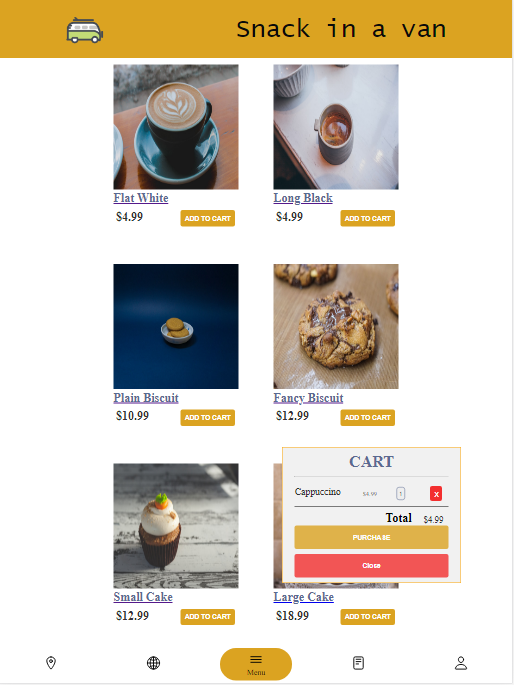 Snack in a van
Flat White
$4.99
ADD TO CART
Long Black
$4.99
ADD TO CART
Plain Biscuit
$10.99
ADD TO CART
Fancy Biscuit
$12.99
ADD TO CART
CART
Cappuccino $4.99 1 X
Total $4.99
PURCHASE
Close
Small Cake
$12.99
ADD TO CART
Large Cake
$18.99
ADD TO CART
Menu